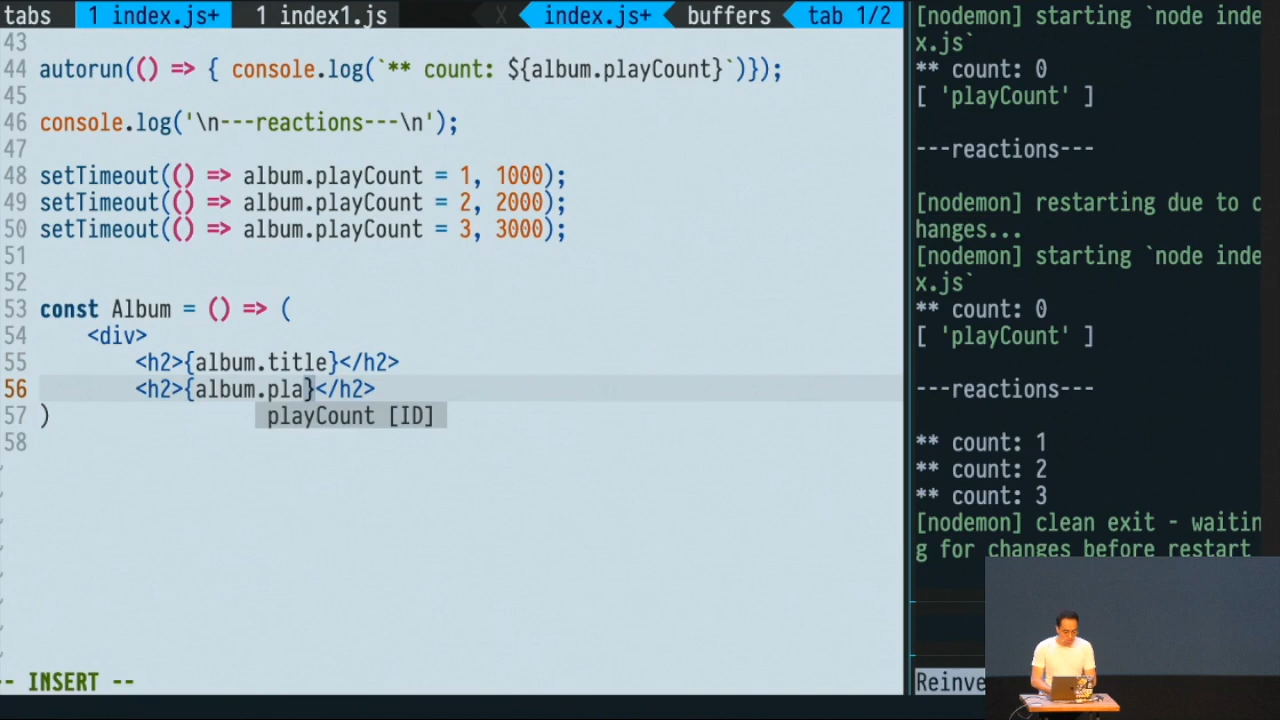 tabs 1 index.js+ 1 index1.js X index.js+ buffers tab 1/2
43
44 autorun(() => { console.log(`** count: ${album.playCount}`)});
45
46 console.log('\n---reactions---\n');
47
48 setTimeout(() => album.playCount = 1, 1000);
49 setTimeout(() => album.playCount = 2, 2000);
50 setTimeout(() => album.playCount = 3, 3000);
51
52
53 const Album = () => (
54 <div>
55 <h2>{album.title}</h2>
56 <h2>{album.pla}</h2>
57 )
playCount [ID]
58
-- INSERT --
[nodemon] starting `node inde
x.js`
** count: 0
[ 'playCount' ]
---reactions---
[nodemon] restarting due to c
hanges...
[nodemon] starting `node inde
x.js`
** count: 0
[ 'playCount' ]
---reactions---
** count: 1
** count: 2
** count: 3
[nodemon] clean exit - waitin
g for changes before restart
Reinve